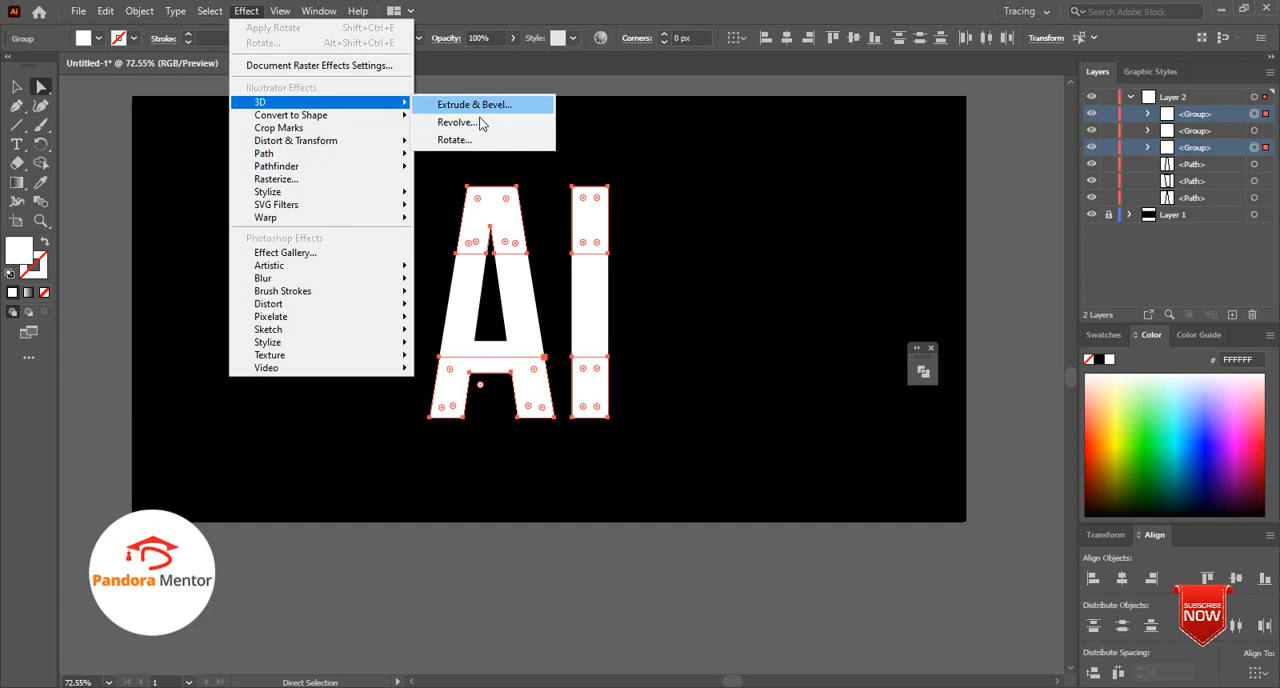 Ai File Edit Object Type Select Effect View Window Help Tracing Search Adobe Stock
Group Stroke: Opacity: 100% Style: Corners: 0 px Transform
Untitled-1* @ 72.55% (RGB/Preview)
Apply Rotate Shift+Ctrl+E
Rotate... Alt+Shift+Ctrl+E
Document Raster Effects Settings...
Illustrator Effects
3D
Convert to Shape
Crop Marks
Distort & Transform
Path
Pathfinder
Rasterize...
Stylize
SVG Filters
Warp
Photoshop Effects
Effect Gallery...
Artistic
Blur
Brush Strokes
Distort
Pixelate
Sketch
Stylize
Texture
Video
Extrude & Bevel...
Revolve...
Rotate...
AI
Pandora Mentor
Layers Graphic Styles
Layer 2
<Group>
<Group>
<Group>
<Path>
<Path>
<Path>
Layer 1
2 Layers
Swatches Color Color Guide
# FFFFFF
Transform Align
Align Objects:
Distribute Objects:
SUBSCRIBE
NOW
Distribute Spacing: Align To:
72.55% 1 Direct Selection